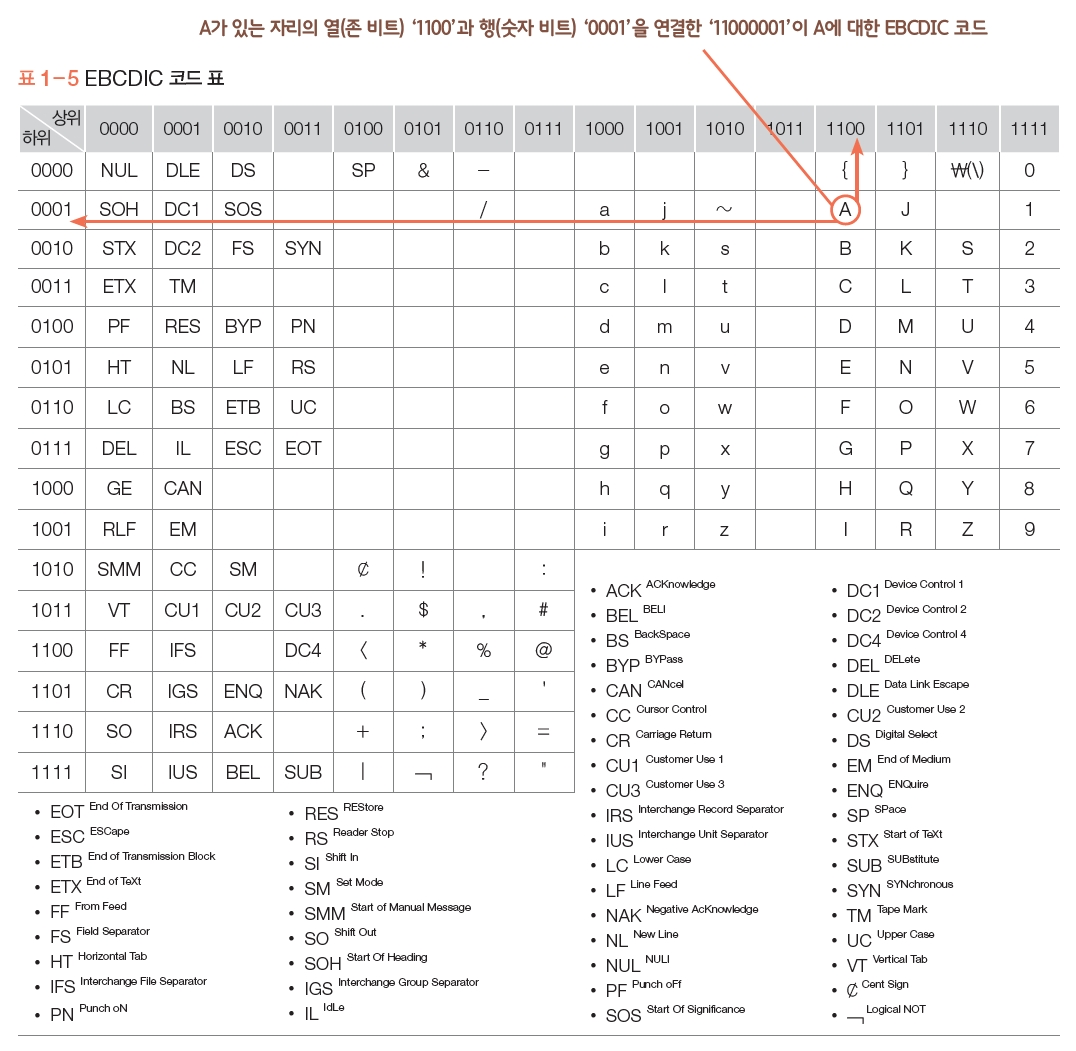 A가 있는 자리의 열(존 비트) ‘1100’과 행(숫자 비트) ‘0001’을 연결한 ‘11000001’이 A에 대한 EBCDIC 코드
표 1-5 EBCDIC 코드 표
상위
하위 0000 0001 0010 0011 0100 0101 0110 0111 1000 1001 1010 1011 1100 1101 1110 1111
0000 NUL DLE DS SP & – { } ₩(\) 0
0001 SOH DC1 SOS / a j ~ A J 1
0010 STX DC2 FS SYN b k s B K S 2
0011 ETX TM c l t C L T 3
0100 PF RES BYP PN d m u D M U 4
0101 HT NL LF RS e n v E N V 5
0110 LC BS ETB UC f o w F O W 6
0111 DEL IL ESC EOT g p x G P X 7
1000 GE CAN h q y H Q Y 8
1001 RLF EM i r z I R Z 9
1010 SMM CC SM ₡ ! :
1011 VT CU1 CU2 CU3 . $ , #
1100 FF IFS DC4 〈 * % @
1101 CR IGS ENQ NAK ( ) _ '
1110 SO IRS ACK + ; 〉 =
1111 SI IUS BEL SUB | ¬ ? "
• EOT End Of Transmission
• ESC ESCape
• ETB End of Transmission Block
• ETX End of TeXt
• FF From Feed
• FS Field Separator
• HT Horizontal Tab
• IFS Interchange File Separator
• PN Punch oN
• RES REStore
• RS Reader Stop
• SI Shift In
• SM Set Mode
• SMM Start of Manual Message
• SO Shift Out
• SOH Start Of Heading
• IGS Interchange Group Separator
• IL IdLe
• ACK ACKnowledge
• BEL BELl
• BS BackSpace
• BYP BYPass
• CAN CANcel
• CC Cursor Control
• CR Carriage Return
• CU1 Customer Use 1
• CU3 Customer Use 3
• IRS Interchange Record Separator
• IUS Interchange Unit Separator
• LC Lower Case
• LF Line Feed
• NAK Negative AcKnowledge
• NL New Line
• NUL NULl
• PF Punch oFf
• SOS Start Of Significance
• DC1 Device Control 1
• DC2 Device Control 2
• DC4 Device Control 4
• DEL DELete
• DLE Data Link Escape
• CU2 Customer Use 2
• DS Digital Select
• EM End of Medium
• ENQ ENQuire
• SP SPace
• STX Start of TeXt
• SUB SUBstitute
• SYN SYNchronous
• TM Tape Mark
• UC Upper Case
• VT Vertical Tab
• ₡ Cent Sign
• ¬ Logical NOT